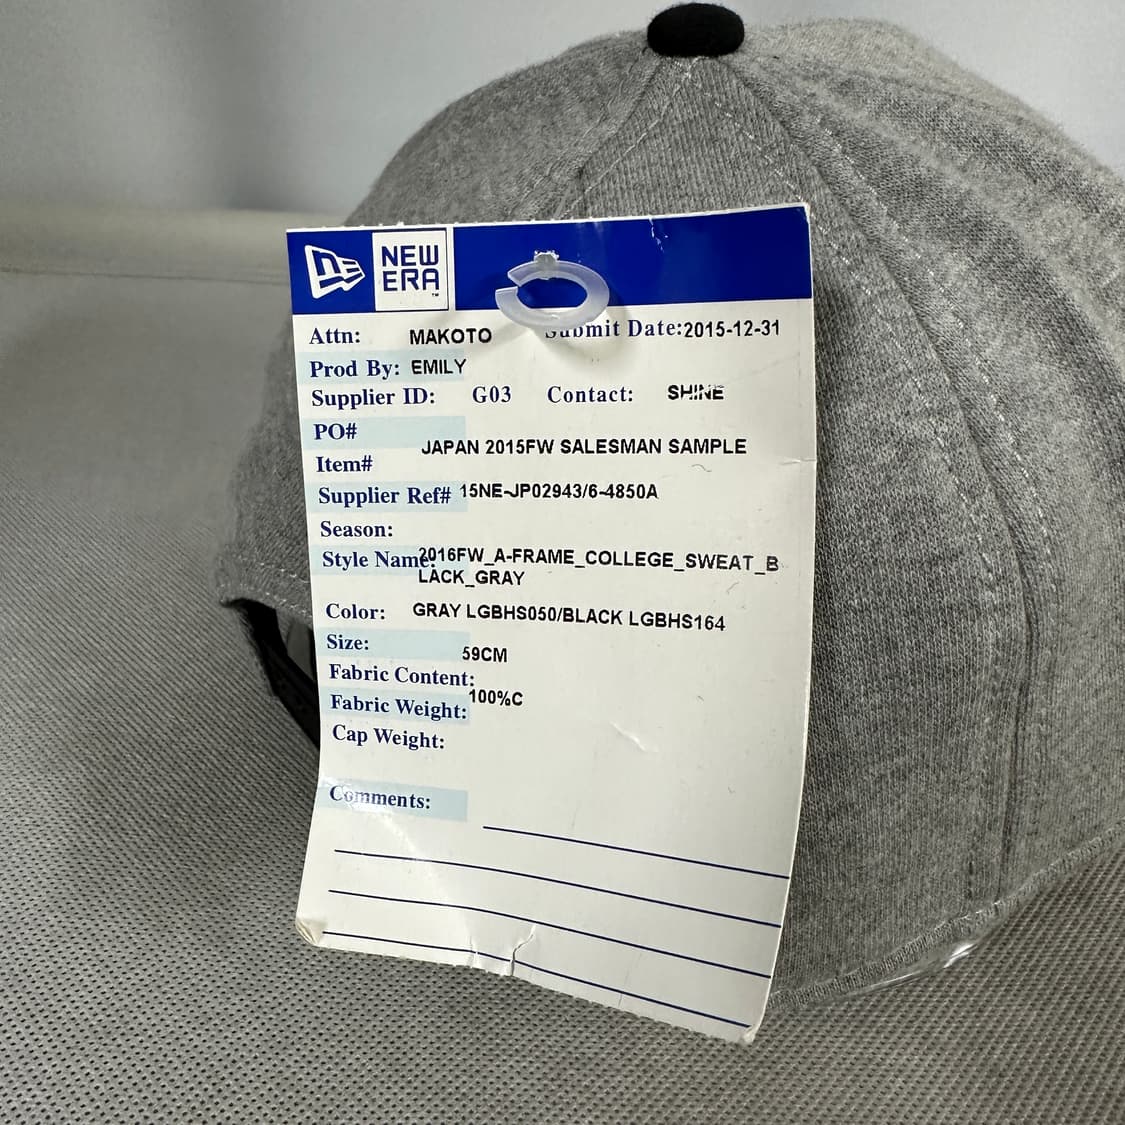 NE
NEW
ERA
™
Attn: MAKOTO Submit Date:2015-12-31
Prod By: EMILY
Supplier ID: G03 Contact: SHINE
PO#
JAPAN 2015FW SALESMAN SAMPLE
Item#
Supplier Ref# 15NE-JP02943/6-4850A
Season:
Style Name: 2016FW_A-FRAME_COLLEGE_SWEAT_B
LACK_GRAY
Color: GRAY LGBHS050/BLACK LGBHS164
Size: 59CM
Fabric Content:
100%C
Fabric Weight:
Cap Weight:
Comments: